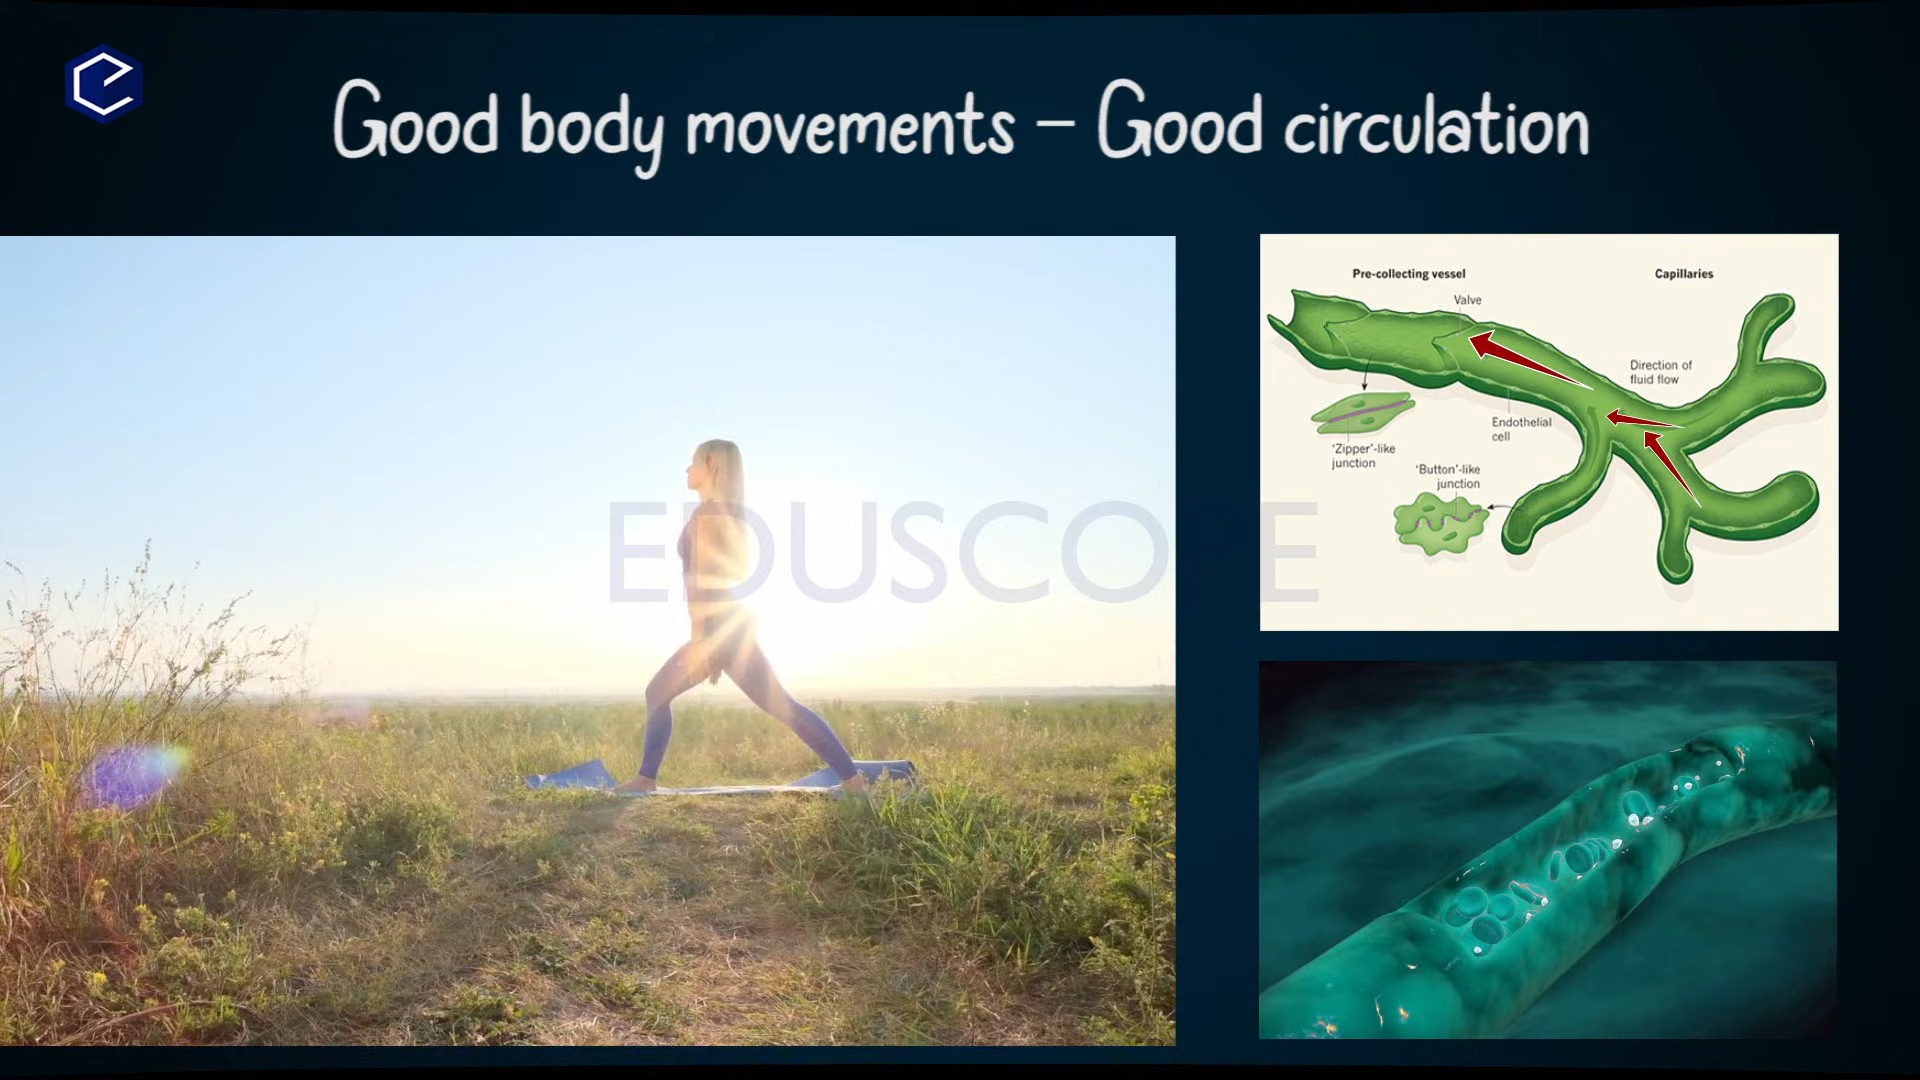 Good body movements – Good circulation
Pre-collecting vessel
Capillaries
Valve
Direction of
fluid flow
Endothelial
cell
'Zipper'-like
junction
'Button'-like
junction
EDUSCOPE